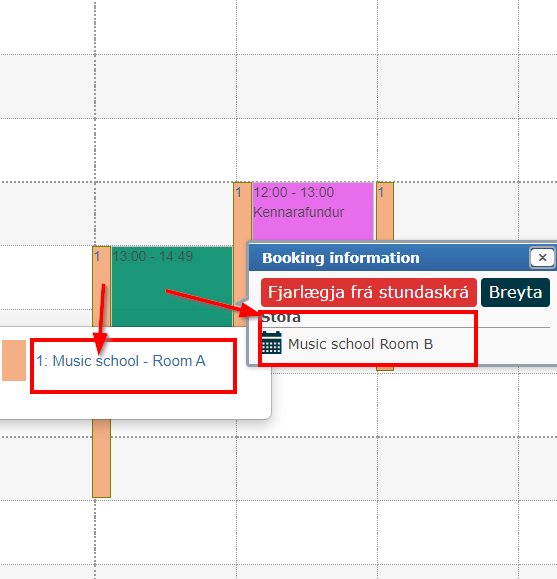 1
12:00 - 13:00
1
Kennarafundur
1
13:00 - 14:49
Booking information
Fjarlægja frá stundaskrá
Breyta
Stofa
Music school Room B
1: Music school - Room A